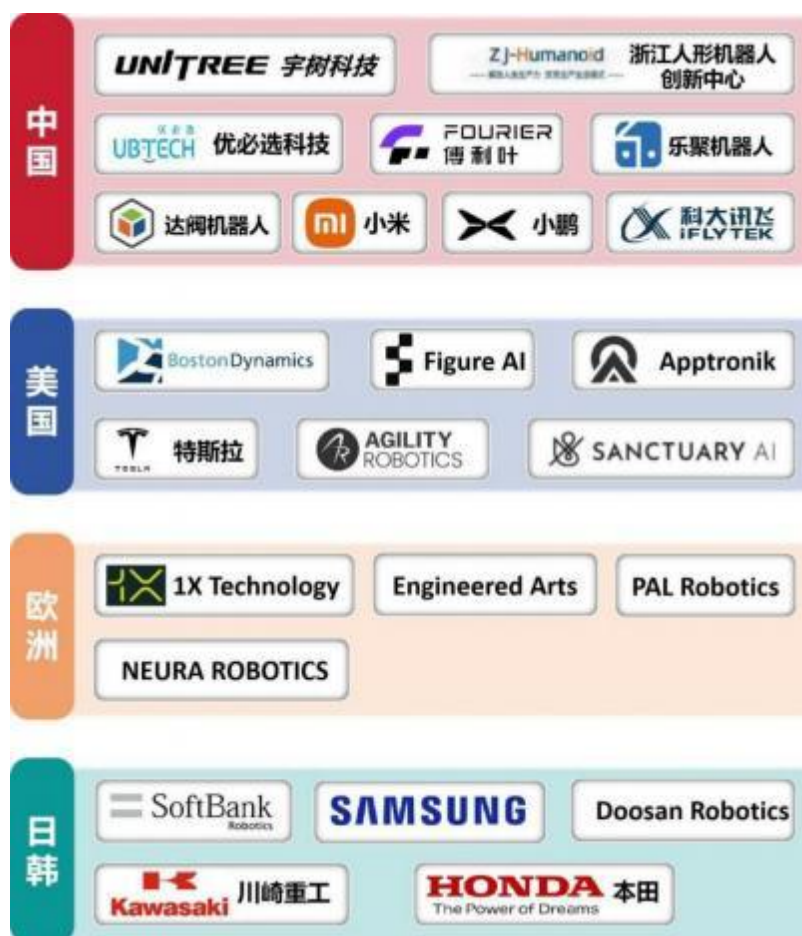 中国
UNITREE 宇树科技
ZJ-Humanoid 浙江人形机器人
创新中心
优必选
UBTECH 优必选科技
FOURIER
傅利叶
乐聚机器人
达闼机器人
小米
小鹏
科大讯飞
iFLYTEK
美国
BostonDynamics
Figure AI
Apptronik
TESLA 特斯拉
AGILITY
ROBOTICS
SANCTUARY AI
欧洲
1X Technology
Engineered Arts
PAL Robotics
NEURA ROBOTICS
日韩
SoftBank
Robotics
SAMSUNG
Doosan Robotics
Kawasaki 川崎重工
HONDA 本田
The Power of Dreams